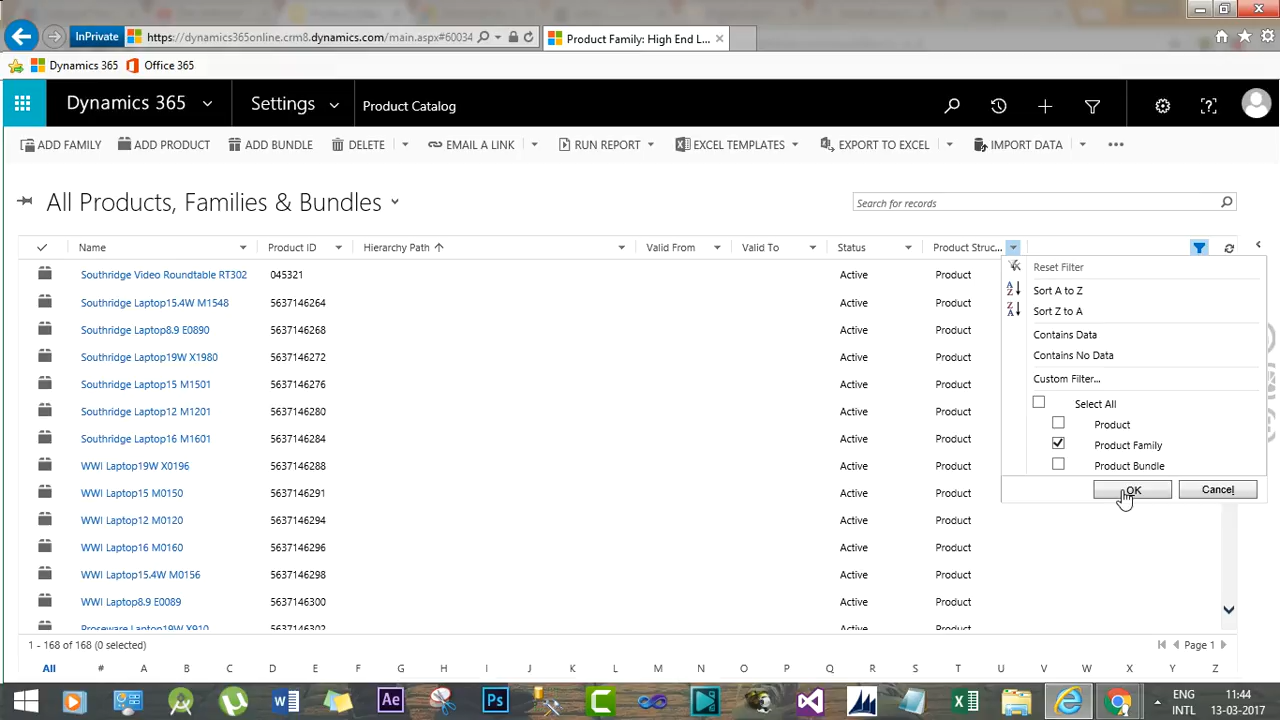 InPrivate
https://dynamics365online.crm8.dynamics.com/main.aspx#60034
Product Family: High End L...
Dynamics 365
Office 365
Dynamics 365
Settings
Product Catalog
ADD FAMILY
ADD PRODUCT
ADD BUNDLE
DELETE
EMAIL A LINK
RUN REPORT
EXCEL TEMPLATES
EXPORT TO EXCEL
IMPORT DATA
All Products, Families & Bundles
Search for records
Name Product ID Hierarchy Path Valid From Valid To Status Product Struc...
Southridge Video Roundtable RT302 045321 Active Product
Southridge Laptop15.4W M1548 5637146264 Active Product
Southridge Laptop8.9 E0890 5637146268 Active Product
Southridge Laptop19W X1980 5637146272 Active Product
Southridge Laptop15 M1501 5637146276 Active Product
Southridge Laptop12 M1201 5637146280 Active Product
Southridge Laptop16 M1601 5637146284 Active Product
WWI Laptop19W X0196 5637146288 Active Product
WWI Laptop15 M0150 5637146291 Active Product
WWI Laptop12 M0120 5637146294 Active Product
WWI Laptop16 M0160 5637146296 Active Product
WWI Laptop15.4W M0156 5637146298 Active Product
WWI Laptop8.9 E0089 5637146300 Active Product
Proseware Laptop19W X910 5637146302 Active Product
Reset Filter
Sort A to Z
Sort Z to A
Contains Data
Contains No Data
Custom Filter...
Select All
Product
Product Family
Product Bundle
OK
Cancel
1 - 168 of 168 (0 selected)
Page 1
All # A B C D E F G H I J K L M N O P Q R S T U V W X Y Z
W
Ae
Ps
C
ENG
INTL
11:44
13-03-2017